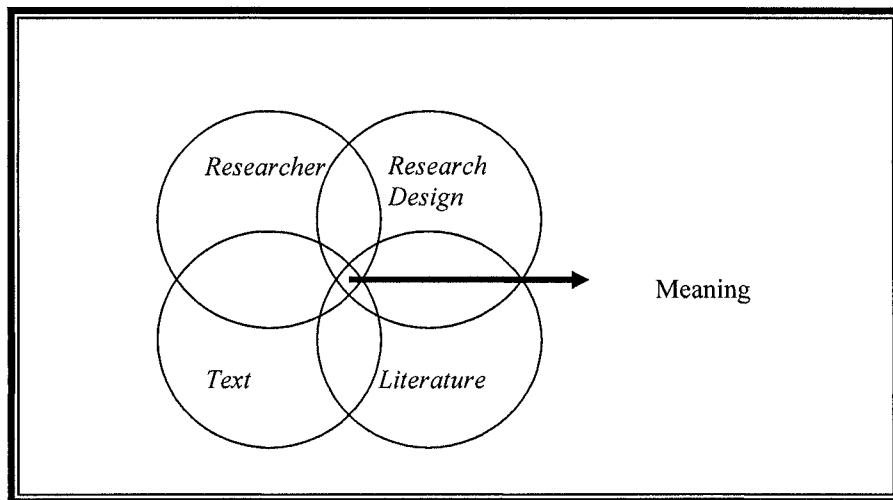 Researcher
Research
Design
Meaning
Text
Literature